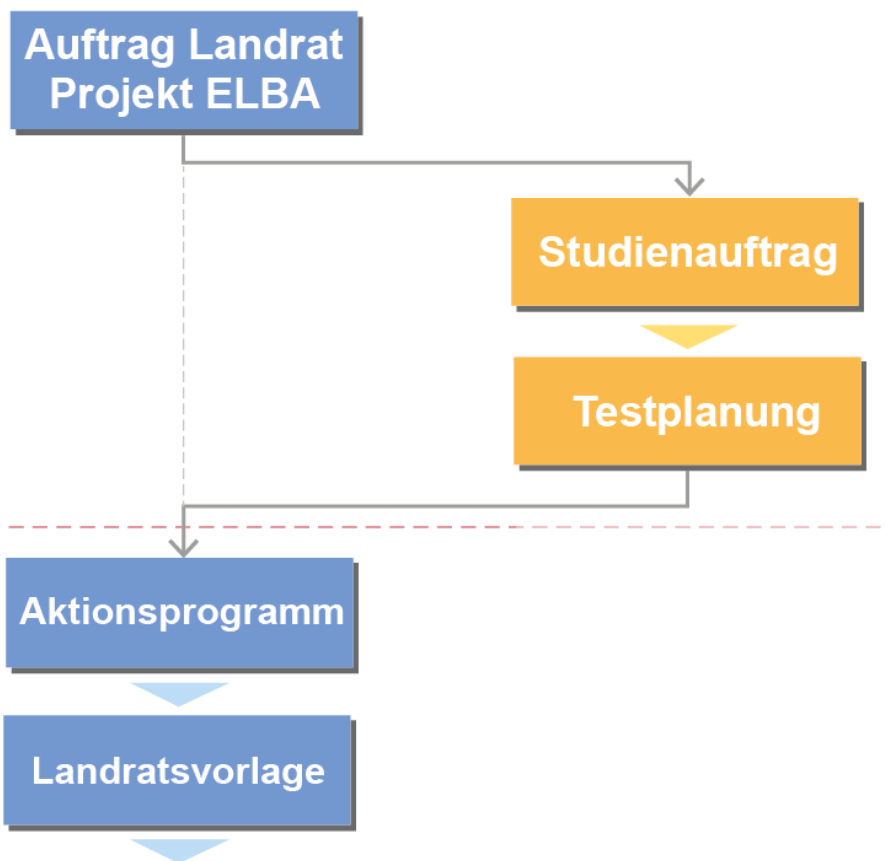 Auftrag Landrat
Projekt ELBA
Studienauftrag
Testplanung
Aktionsprogramm
Landratsvorlage